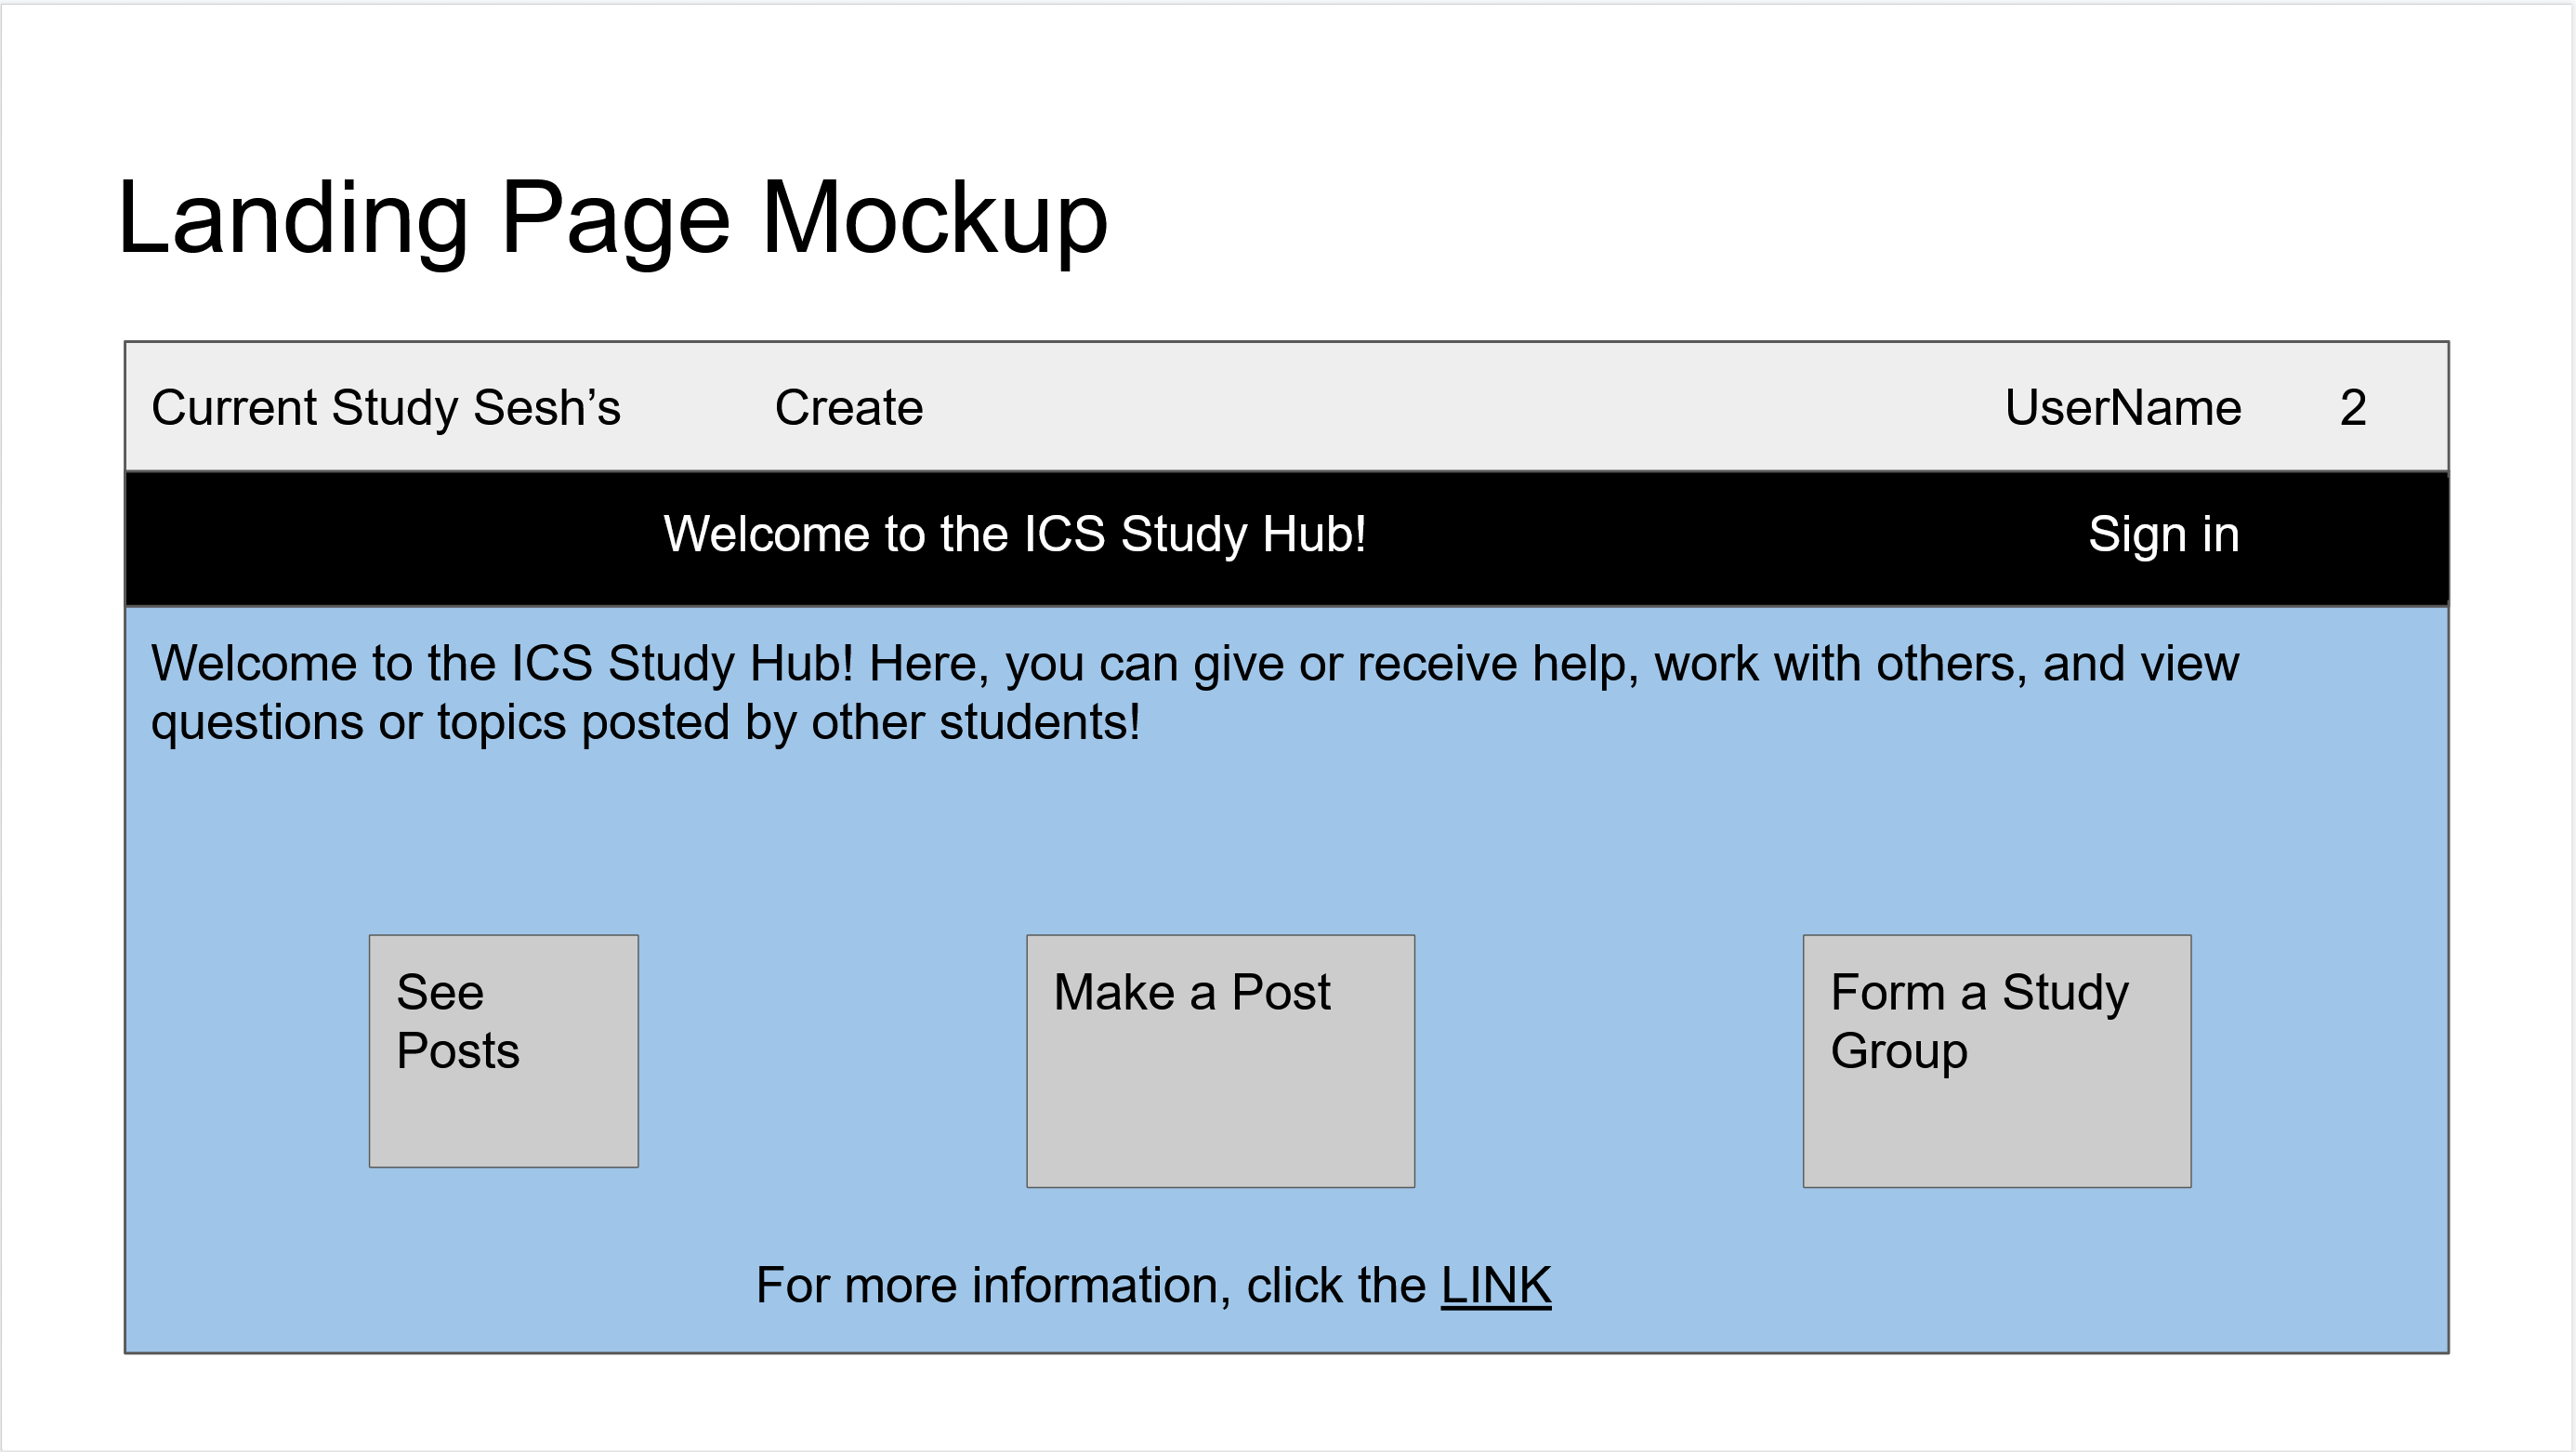 Landing Page Mockup
Current Study Sesh’s Create UserName 2
Welcome to the ICS Study Hub! Sign in
Welcome to the ICS Study Hub! Here, you can give or receive help, work with others, and view
questions or topics posted by other students!
See
Posts
Make a Post
Form a Study
Group
For more information, click the LINK